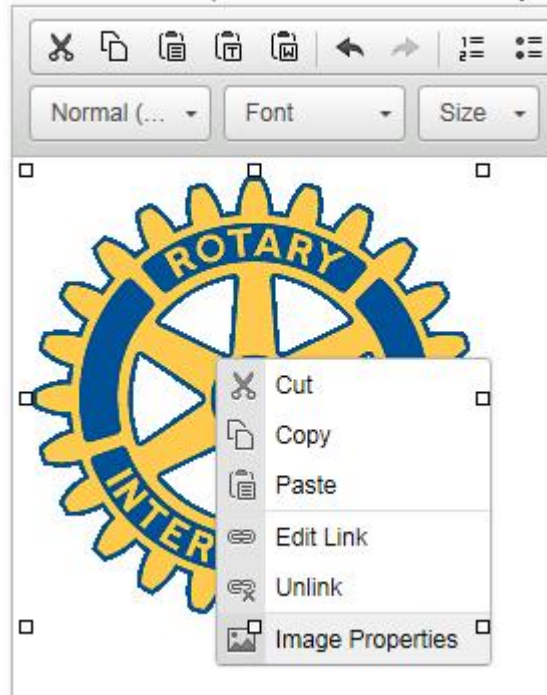 Normal (... Font Size
ROTARY
INTER
Cut
Copy
Paste
Edit Link
Unlink
Image Properties